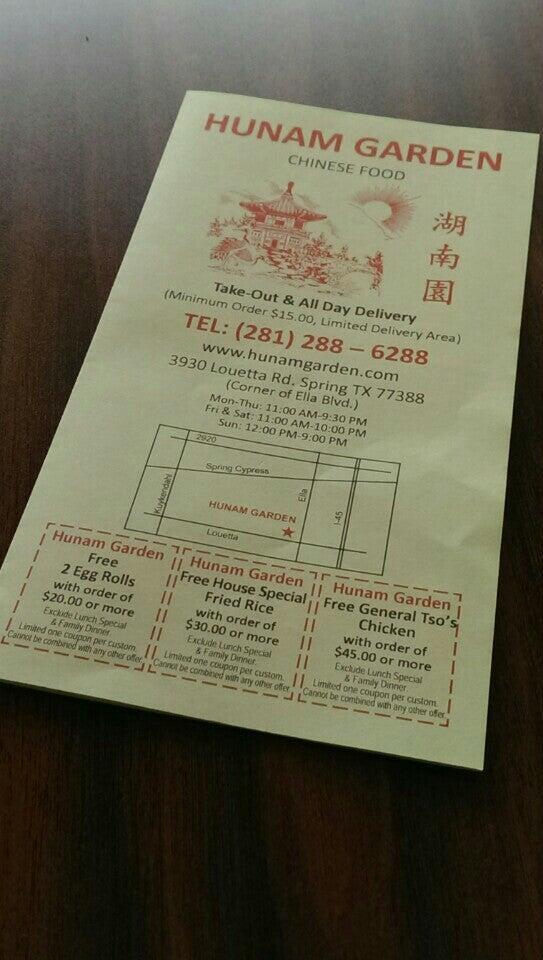 HUNAM GARDEN
CHINESE FOOD
湖
南
園
Take-Out & All Day Delivery
(Minimum Order $15.00, Limited Delivery Area)
TEL: (281) 288 – 6288
www.hunamgarden.com
3930 Louetta Rd. Spring TX 77388
(Corner of Ella Blvd.)
Mon-Thu: 11:00 AM-9:30 PM
Fri & Sat: 11:00 AM-10:00 PM
Sun: 12:00 PM-9:00 PM
2920
Spring Cypress
Kuykendahl
Ella
I-45
HUNAM GARDEN
Louetta
Hunam Garden
Free
2 Egg Rolls
with order of
$20.00 or more
Exclude Lunch Special
& Family Dinner.
Limited one coupon per custom.
Cannot be combined with any other offer.
Hunam Garden
Free House Special
Fried Rice
with order of
$30.00 or more
Exclude Lunch Special
& Family Dinner.
Limited one coupon per custom.
Cannot be combined with any other offer.
Hunam Garden
Free General Tso's
Chicken
with order of
$45.00 or more
Exclude Lunch Special
& Family Dinner.
Limited one coupon per custom.
Cannot be combined with any other offer.